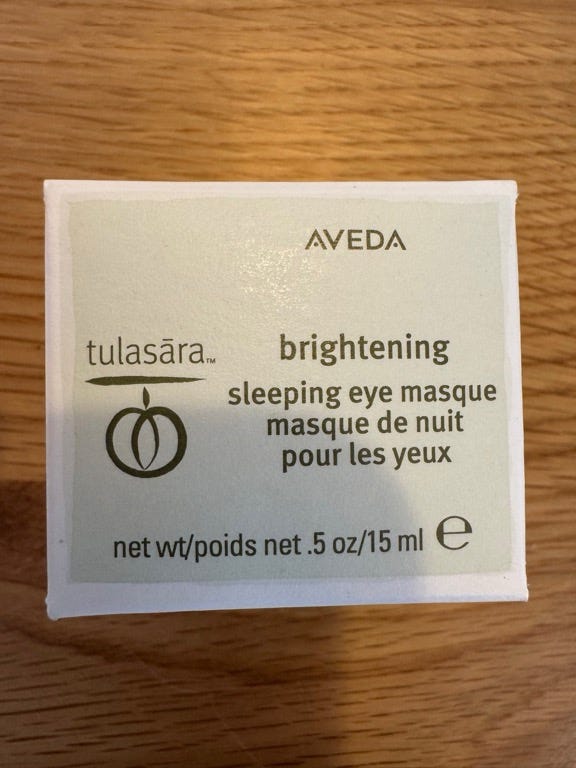 AVEDA
tulasāra™
brightening
sleeping eye masque
masque de nuit
pour les yeux
net wt/poids net .5 oz/15 ml ℮